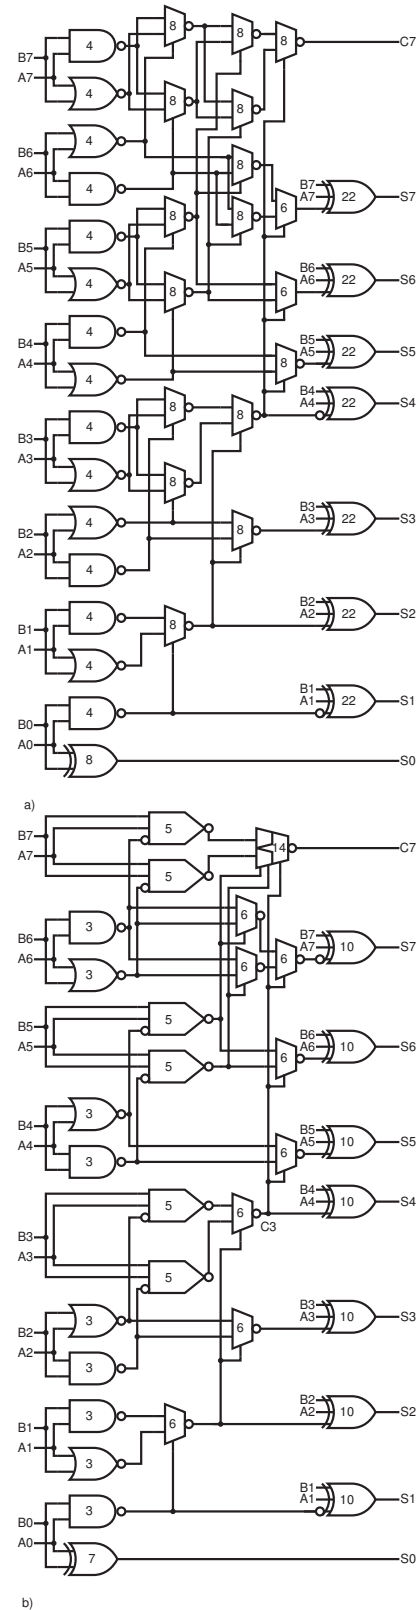 8
8
4 8 C7
B7
A7
4
8 8
4
B6
8
A6
B7
4
A7 22 S7
6
8 8
4
B5
A5 B6
A6 22 S6
4
8 6
4
B5
B4
A5 22 S5
A4 8
4
B4
A4 22 S4
8
8
4
B3
A3
4
8
B3
A3 22 S3
4
8
B2
A2
4
B2
A2 22 S2
4
8
B1
A1
4
B1
A1 22 S1
4
B0
A0
8 S0
a)
5
B7
A7 14 C7
5
6
3
B7
B6
A7 10 S7
6
A6 6
3
5
B5
B6
A5 A6 10 S6
6
5
3
B4
B5
A5 10 S5
A4 6
3
B4
5 A4 10 S4
6
C3
B3
A3
5
B3
A3 10 S3
3
6
B2
A2
3
B2
A2 10 S2
3
6
B1
A1
3
B1
A1 10 S1
3
B0
A0
7 S0
b)